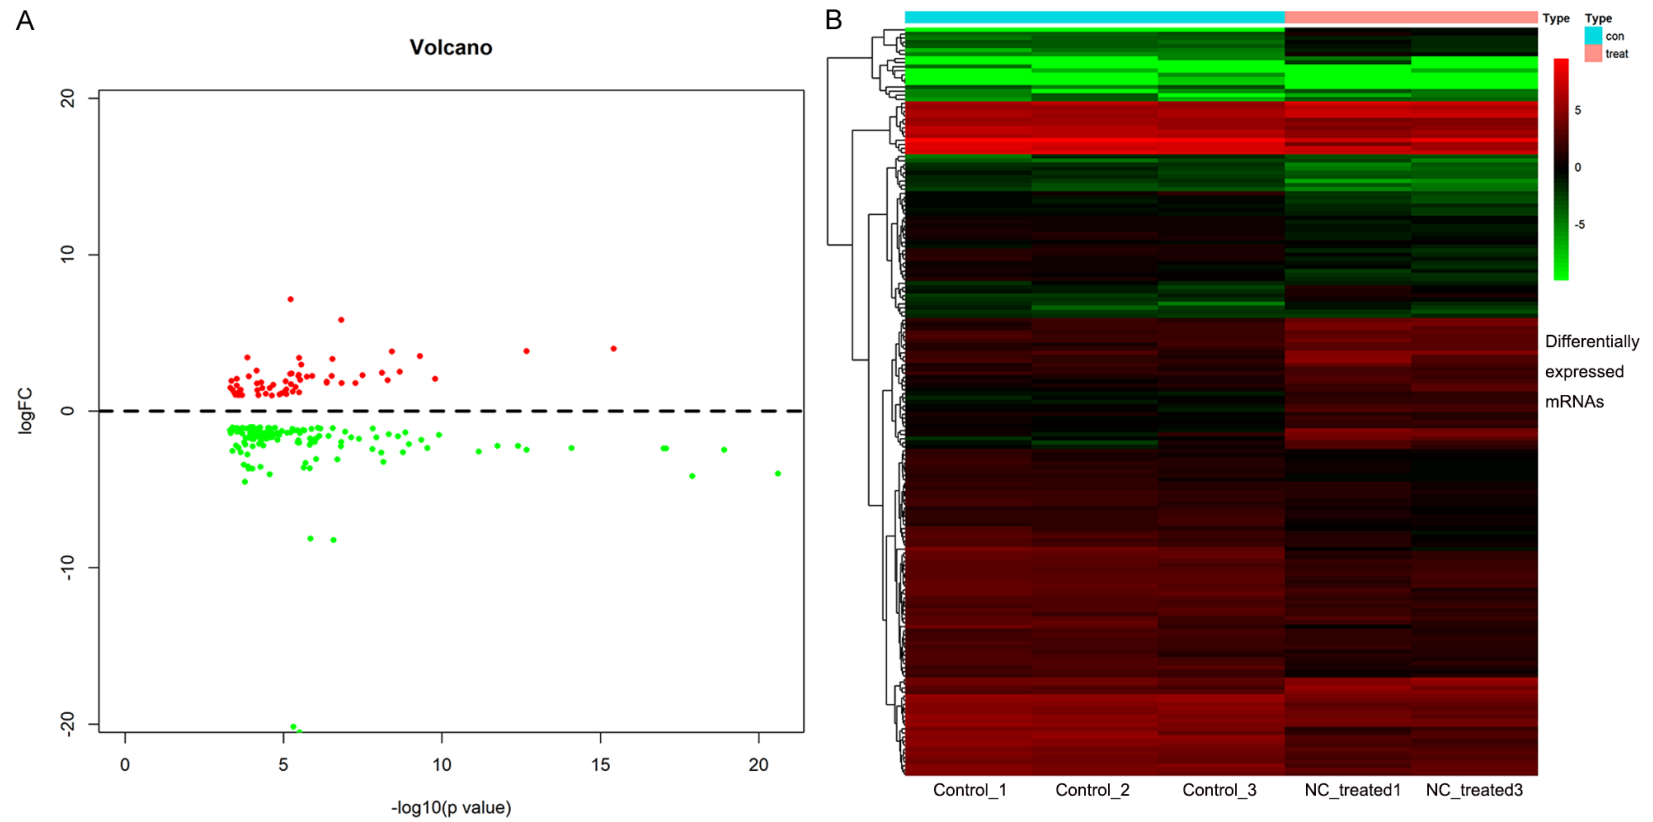 A
Volcano
20
10
0
-10
-20
logFC
0 5 10 15 20
-log10(p value)
B
Type Type
con
treat
5
0
-5
Differentially
expressed
mRNAs
Control_1 Control_2 Control_3 NC_treated1 NC_treated3